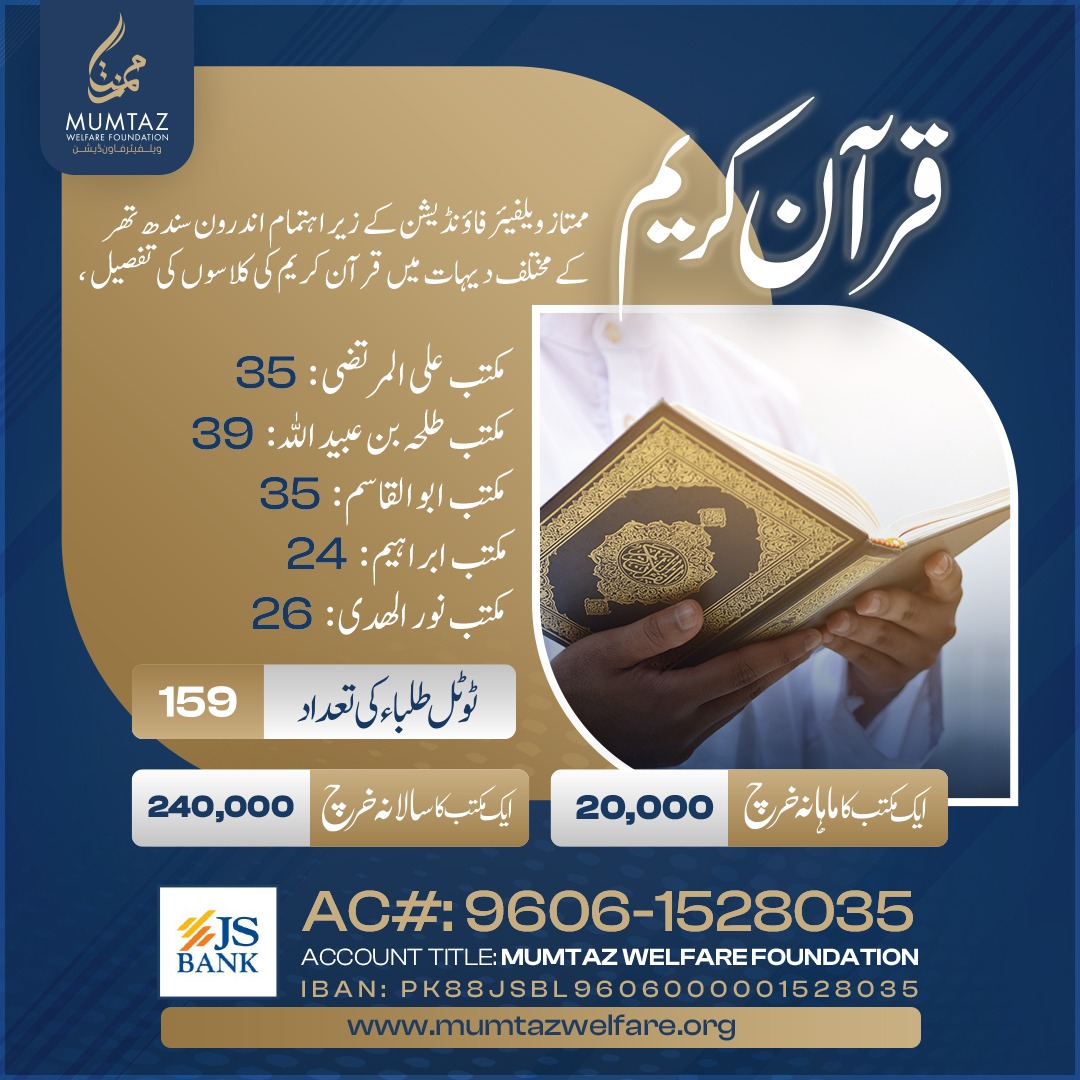 ممتاز
MUMTAZ
WELFARE FOUNDATION
ویلفیئر فاونڈیشن
قرآن کریم
ممتاز ویلفیئر فاؤنڈیشن کے زیر اہتمام اندرون سندھ تھر
کے مختلف دیہات میں قرآن کریم کی کلاسوں کی تفصیل،
مکتب علی المرتضی: 35
مکتب طلحہ بن عبید اللہ: 39
مکتب ابو القاسم: 35
مکتب ابراہیم: 24
مکتب نور الھدی: 26
ٹوٹل طلباء کی تعداد 159
ایک مکتب کا ماہانہ خرچ 20,000
ایک مکتب کا سالانہ خرچ 240,000
JS
BANK
AC#: 9606-1528035
ACCOUNT TITLE: MUMTAZ WELFARE FOUNDATION
IBAN: PK88JSBL9606000001528035
www.mumtazwelfare.org